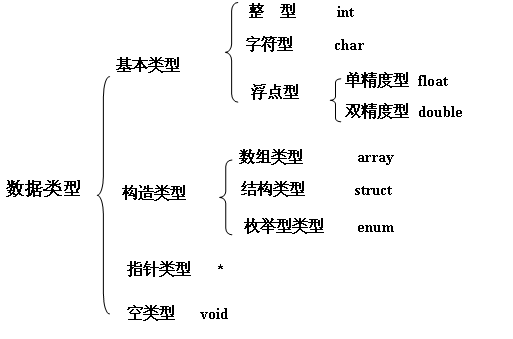 整 型 int
字符型 char
基本类型
浮点型
单精度型 float
双精度型 double
数组类型 array
数据类型
构造类型
结构类型 struct
枚举型类型 enum
指针类型 *
空类型 void